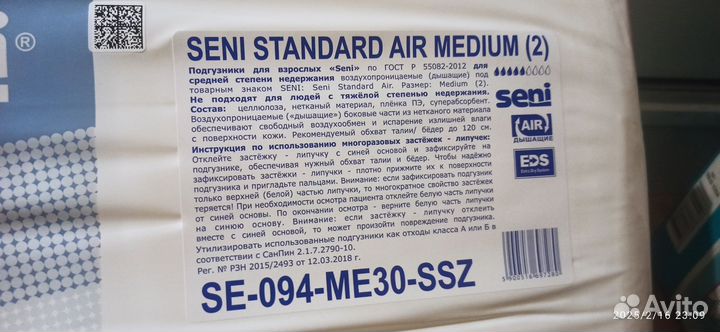 ®
SENI STANDARD AIR MEDIUM (2)
Подгузники для взрослых «Seni» по ГОСТ Р 55082-2012 для
средней степени недержания воздухопроницаемые (дышащие) под
товарным знаком SENI: Seni Standard Air. Размер: Medium (2).
Не подходят для людей с тяжёлой степенью недержания.
Состав: целлюлоза, нетканый материал, плёнка ПЭ, суперабсорбент.
Воздухопроницаемые («дышащие») боковые части из нетканого материала
обеспечивают свободный воздухообмен и испарение излишней влаги
с поверхности кожи. Рекомендуемый обхват талии/ бёдер до 120 см.
Инструкция по использованию многоразовых застёжек - липучек:
Отклейте застёжку - липучку с синей основой и зафиксируйте на
подгузнике, обеспечивая нужный обхват талии и бёдер. Чтобы надёжно
зафиксировать застёжки - липучки - плотно прижмите их к поверхности
подгузника и пригладьте пальцами. Внимание: если зафиксировать подгузник
только верхней (белой) частью липучки, то многократное свойство застёжек
теряется! При необходимости осмотра пациента отклейте белую часть липучки
от синей основы. По окончании осмотра - верните белую часть липучки
на синюю основу. Внимание: если застёжку - липучку отклеить
вместе с синей основой, то может произойти повреждение подгузника.
Утилизировать использованные подгузники как отходы класса А или Б в
соответствии с СанПин 2.1.7.2790-10.
Рег. № РЗН 2015/2493 от 12.03.2018 г.
SE-094-ME30-SSZ
seni
AIR
ДЫШАЩИЕ
EDS
Extra Dry System
2025/2/16 23:09
Avito